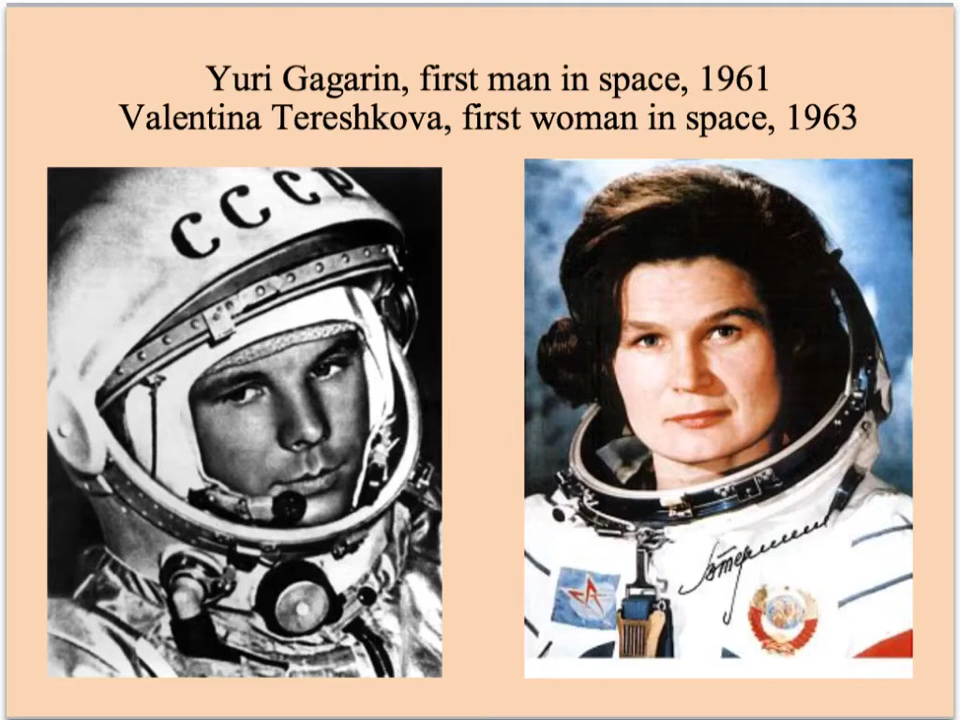 Yuri Gagarin, first man in space, 1961
Valentina Tereshkova, first woman in space, 1963
СССР